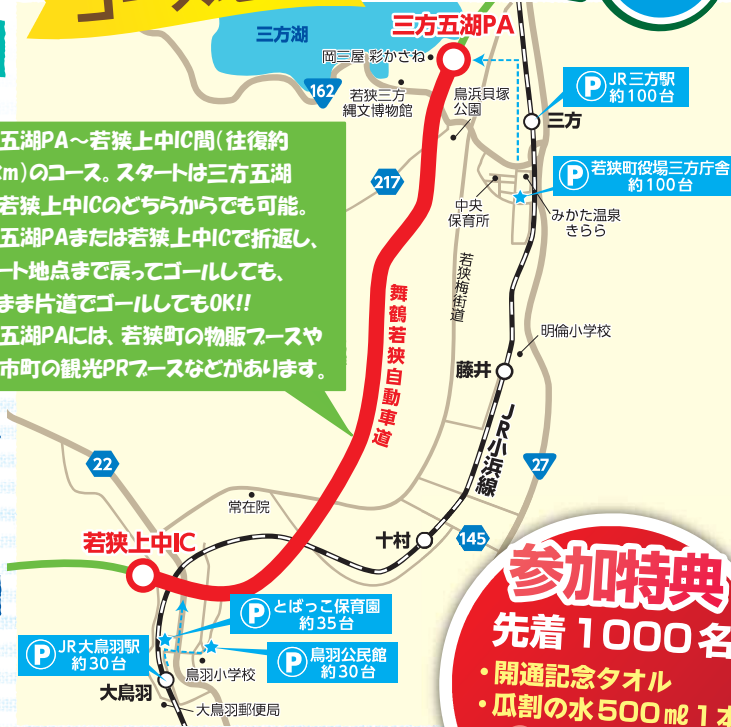 三方湖
三方五湖PA
岡三屋 彩かさね
162
若狭三方
縄文博物館
鳥浜貝塚
公園
P JR三方駅
約100台
三方
217
P 若狭町役場三方庁舎
約100台
中央
保育所
みかた温泉
きらら
五湖PA～若狭上中IC間(往復約
m)のコース。スタートは三方五湖
若狭上中ICのどちらからでも可能。
五湖PAまたは若狭上中ICで折返し、
ート地点まで戻ってゴールしても、
まま片道でゴールしてもOK!!
五湖PAには、若狭町の物販ブースや
市町の観光PRブースなどがあります。
若狭梅街道
舞鶴若狭自動車道
明倫小学校
藤井
JR小浜線
22
27
常在院
十村
145
若狭上中IC
P とばっこ保育園
約35台
P JR大鳥羽駅
約30台
P 鳥羽公民館
約30台
鳥羽小学校
大鳥羽
大鳥羽郵便局
参加特典
先着1000名
・開通記念タオル
・瓜割の水500㎖1本